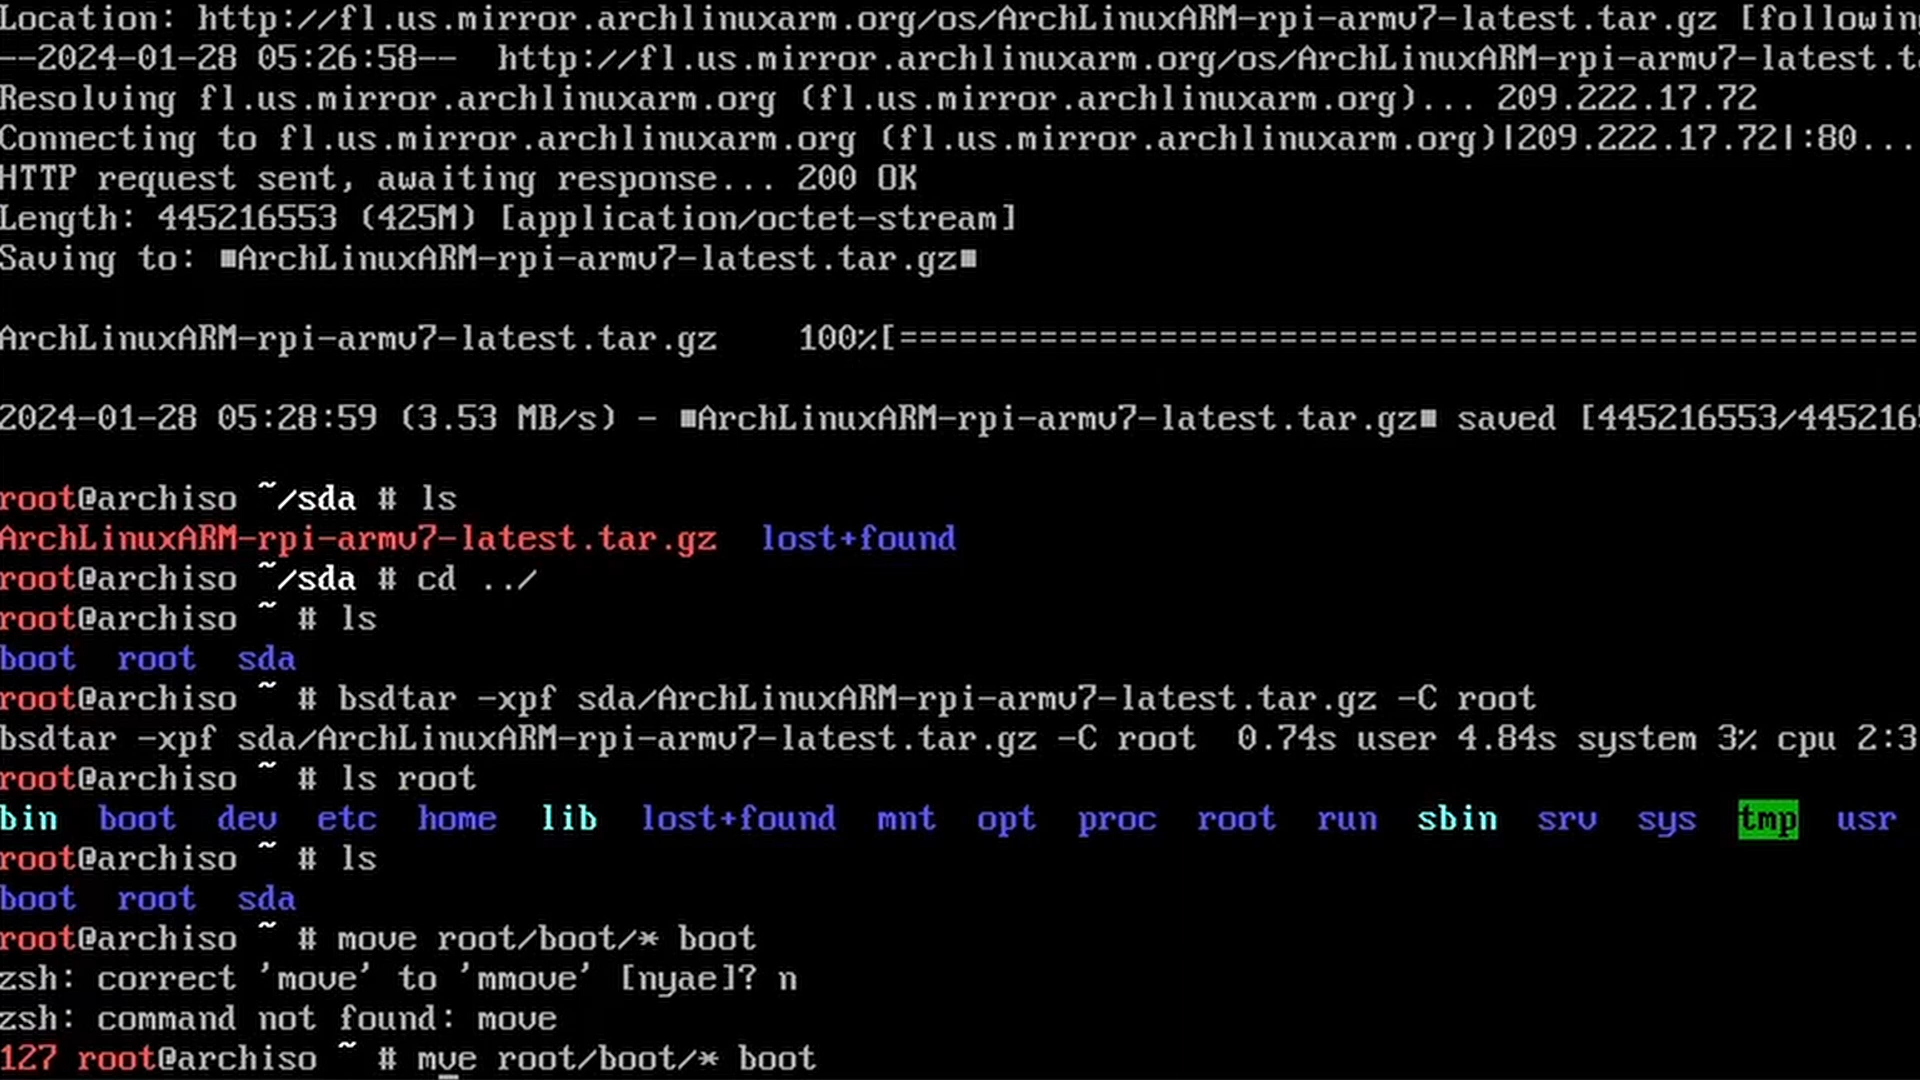 Location: http://fl.us.mirror.archlinuxarm.org/os/ArchLinuxARM-rpi-armv7-latest.tar.gz [following
--2024-01-28 05:26:58--  http://fl.us.mirror.archlinuxarm.org/os/ArchLinuxARM-rpi-armv7-latest.ta
Resolving fl.us.mirror.archlinuxarm.org (fl.us.mirror.archlinuxarm.org)... 209.222.17.72
Connecting to fl.us.mirror.archlinuxarm.org (fl.us.mirror.archlinuxarm.org)|209.222.17.72|:80...
HTTP request sent, awaiting response... 200 OK
Length: 445216553 (425M) [application/octet-stream]
Saving to: ■ArchLinuxARM-rpi-armv7-latest.tar.gz■
ArchLinuxARM-rpi-armv7-latest.tar.gz    100%[===================================================
2024-01-28 05:28:59 (3.53 MB/s) - ■ArchLinuxARM-rpi-armv7-latest.tar.gz■ saved [445216553/4452165
root@archiso ~/sda # ls
ArchLinuxARM-rpi-armv7-latest.tar.gz  lost+found
root@archiso ~/sda # cd ../
root@archiso ~ # ls
boot  root  sda
root@archiso ~ # bsdtar -xpf sda/ArchLinuxARM-rpi-armv7-latest.tar.gz -C root
bsdtar -xpf sda/ArchLinuxARM-rpi-armv7-latest.tar.gz -C root  0.74s user 4.84s system 3% cpu 2:3
root@archiso ~ # ls root
bin  boot  dev  etc  home  lib  lost+found  mnt  opt  proc  root  run  sbin  srv  sys  tmp  usr
root@archiso ~ # ls
boot  root  sda
root@archiso ~ # move root/boot/* boot
zsh: correct 'move' to 'mmove' [nyae]? n
zsh: command not found: move
127 root@archiso ~ # mve root/boot/* boot